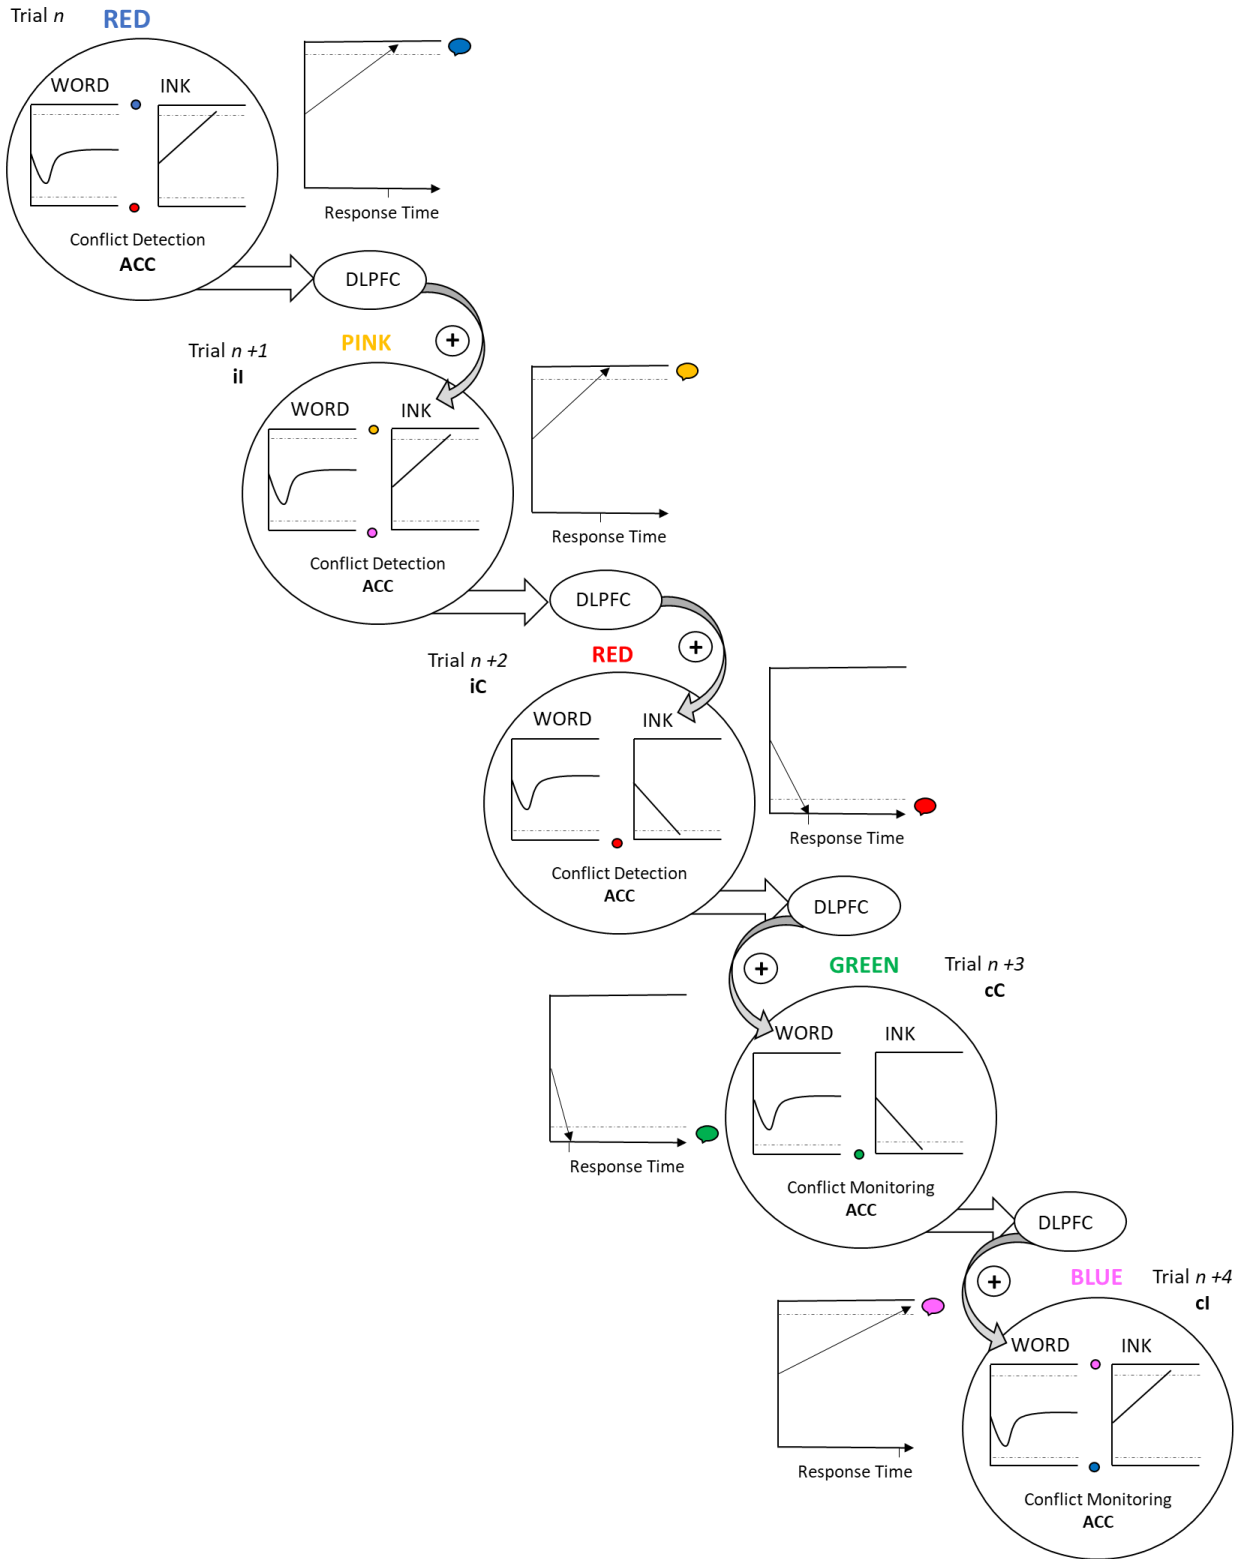 Trial n
RED
WORD
INK
Conflict Detection
ACC
Response Time
DLPFC
+
Trial n +1
iI
PINK
WORD
INK
Conflict Detection
ACC
Response Time
DLPFC
+
Trial n +2
iC
RED
WORD
INK
Conflict Detection
ACC
Response Time
DLPFC
+
GREEN
Trial n +3
cC
WORD
INK
Conflict Monitoring
ACC
Response Time
DLPFC
+
BLUE
Trial n +4
cI
WORD
INK
Conflict Monitoring
ACC
Response Time